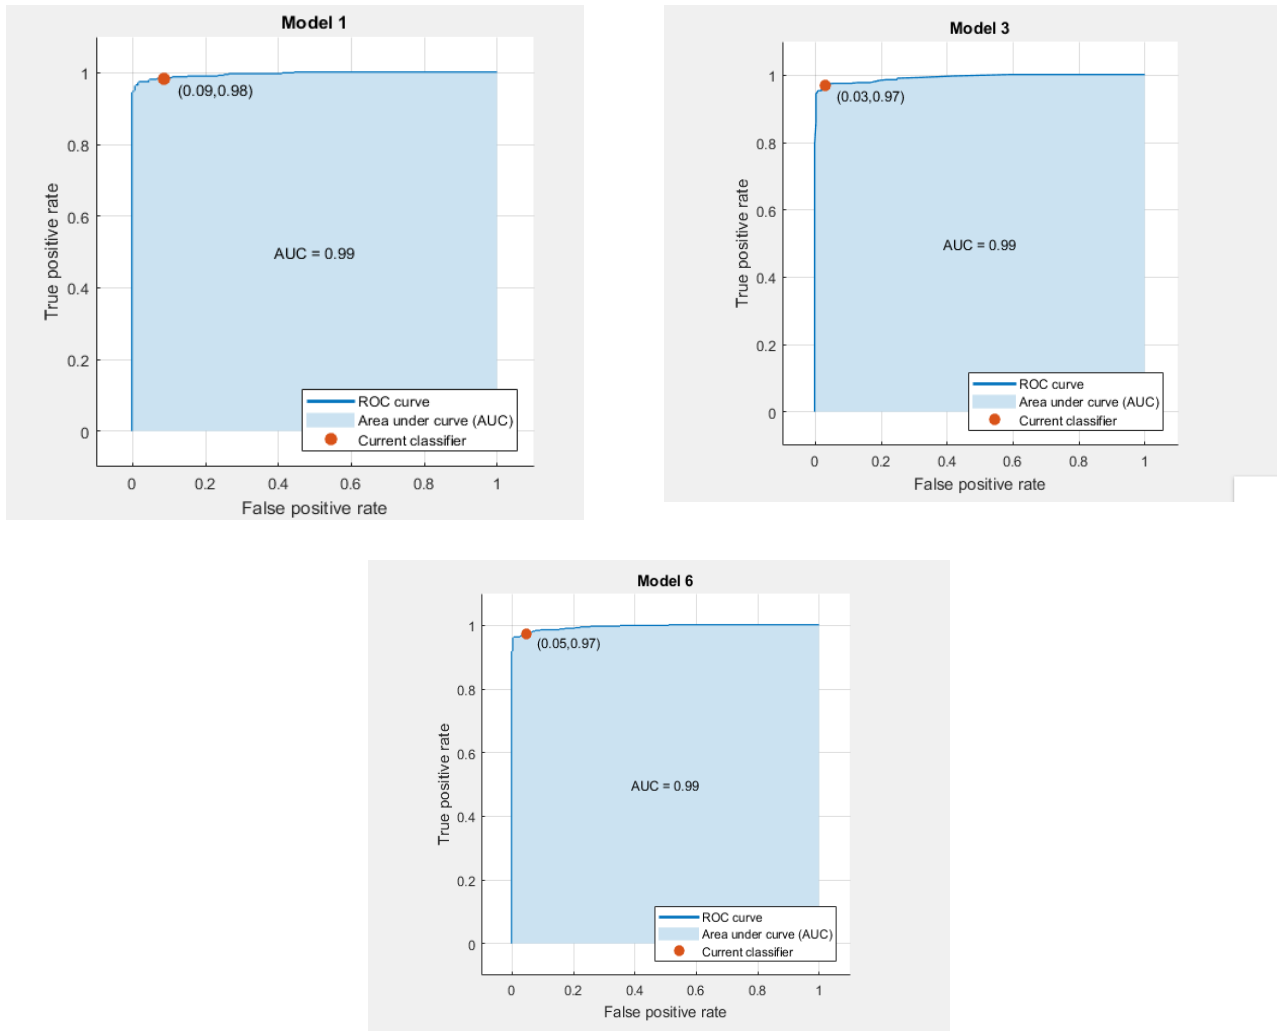 Model 1
1
0.8
0.6
0.4
0.2
0
True positive rate
(0.09,0.98)
AUC = 0.99
ROC curve
Area under curve (AUC)
Current classifier
0 0.2 0.4 0.6 0.8 1
False positive rate
Model 3
1
0.8
0.6
0.4
0.2
0
True positive rate
(0.03,0.97)
AUC = 0.99
ROC curve
Area under curve (AUC)
Current classifier
0 0.2 0.4 0.6 0.8 1
False positive rate
Model 6
1
0.8
0.6
0.4
0.2
0
True positive rate
(0.05,0.97)
AUC = 0.99
ROC curve
Area under curve (AUC)
Current classifier
0 0.2 0.4 0.6 0.8 1
False positive rate